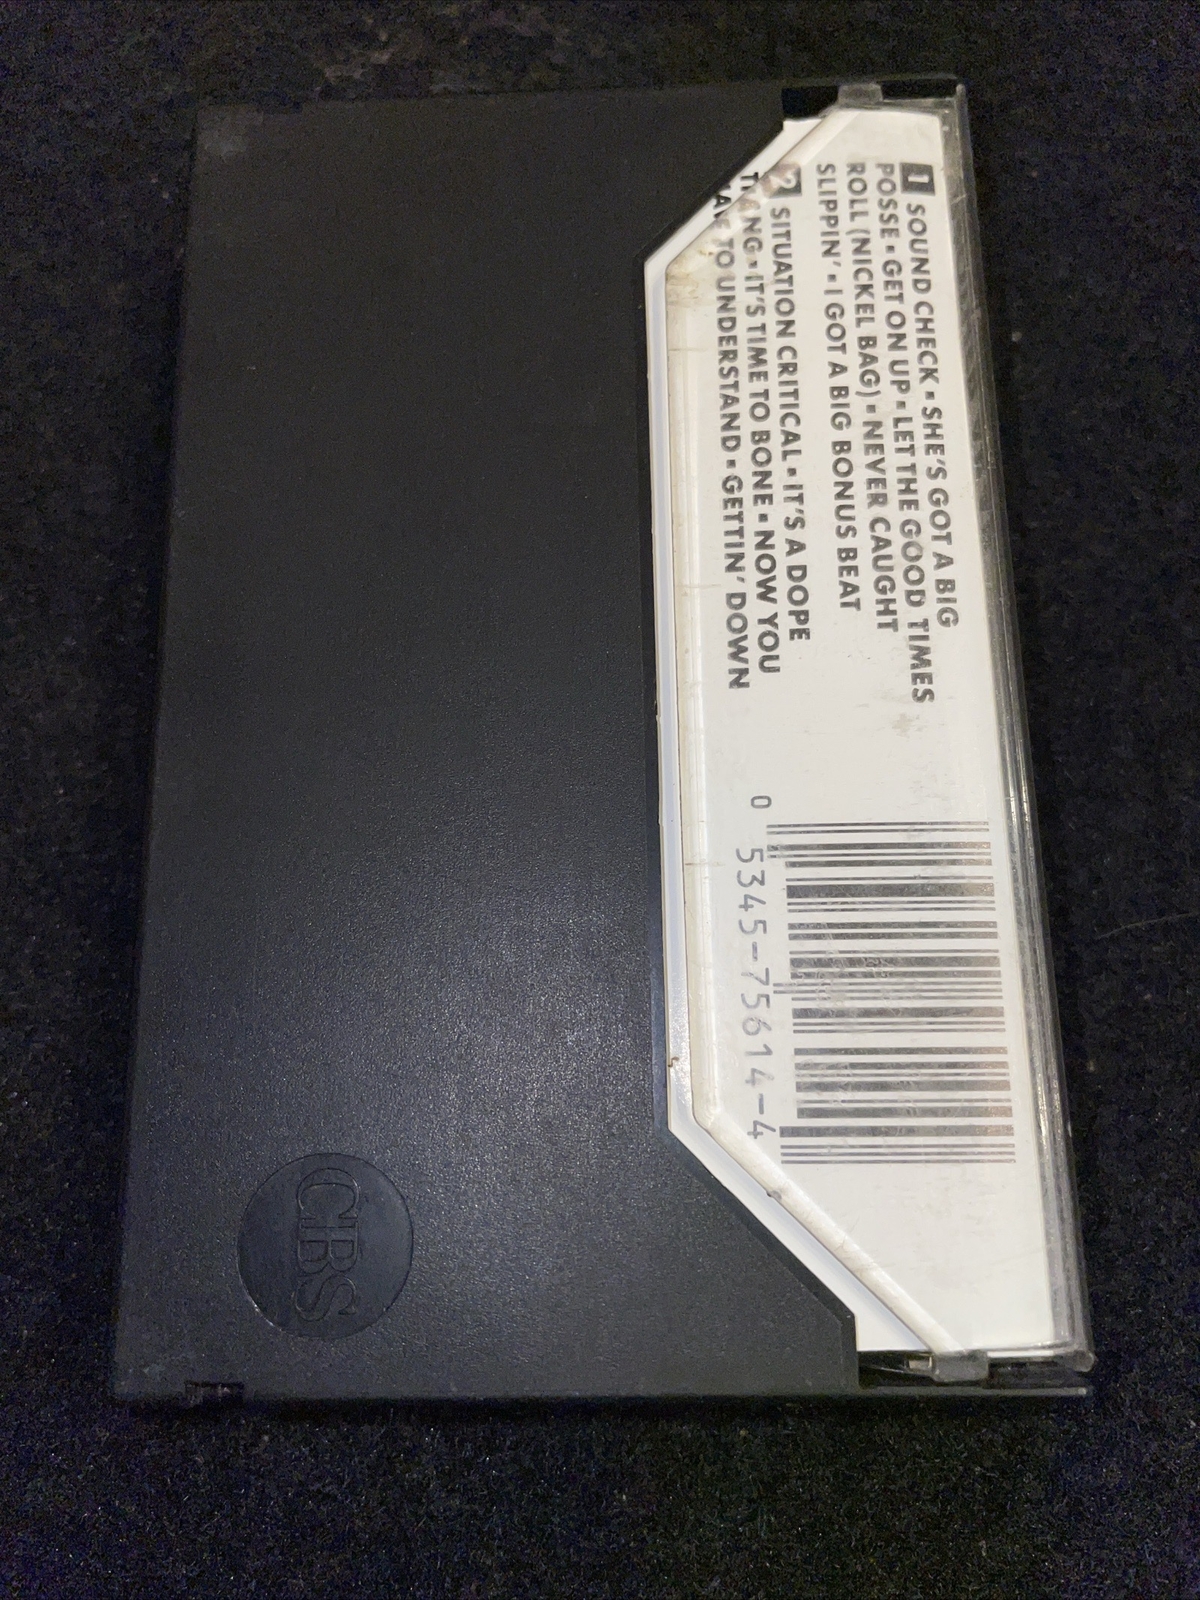 1 SOUND CHECK ▪ SHE'S GOT A BIG
POSSE ▪ GET ON UP ▪ LET THE GOOD TIMES
ROLL (NICKEL BAG) ▪ NEVER CAUGHT
SLIPPIN' ▪ I GOT A BIG BONUS BEAT
2 SITUATION CRITICAL ▪ IT'S A DOPE
THANG ▪ IT'S TIME TO BONE ▪ NOW YOU
TO UNDERSTAND ▪ GETTIN' DOWN
0 5345-75614-4
CBS